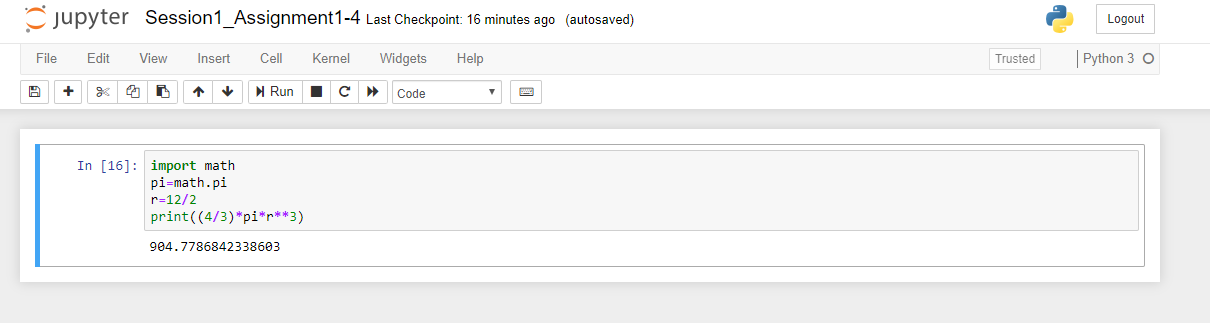 jupyter Session1_Assignment1-4 Last Checkpoint: 16 minutes ago (autosaved)
Logout
File Edit View Insert Cell Kernel Widgets Help
Trusted
Python 3
Run
Code
In [16]:
import math
pi=math.pi
r=12/2
print((4/3)*pi*r**3)
904.7786842338603